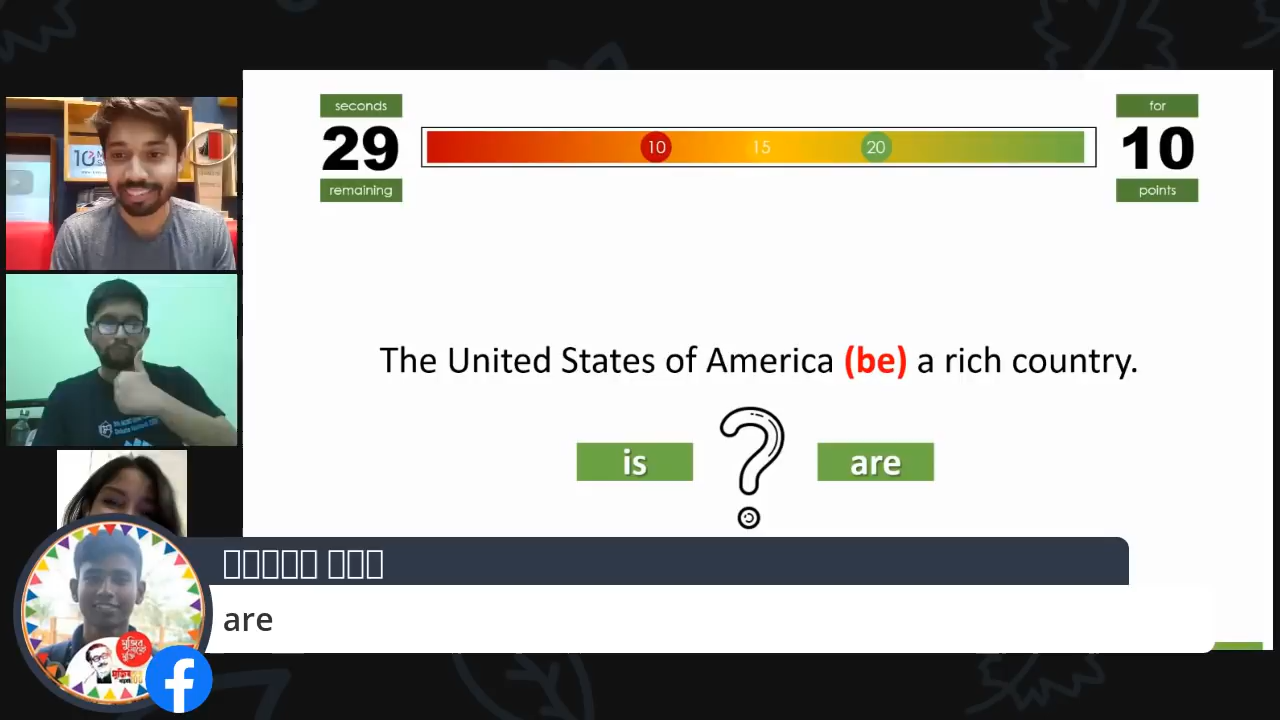 seconds
29
remaining
10
15
20
for
10
points
The United States of America (be) a rich country.
is
are
are